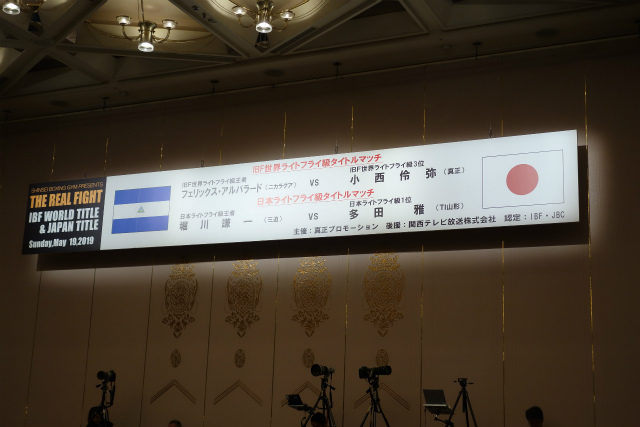 SHINSEI BOXING GYM PRESENTS
THE REAL FIGHT
IBF WORLD TITLE
& JAPAN TITLE
Sunday,May 19,2019
IBF世界ライトフライ級タイトルマッチ
IBF世界ライトフライ級王者 IBF世界ライトフライ級3位
フェリックス・アルバラード(ニカラグア) VS 小西伶弥(真正)
日本ライトフライ級タイトルマッチ
日本ライトフライ級王者 日本ライトフライ級1位
堀川謙一(三迫) VS 多田雅(TI山形)
主催:真正プロモーション 後援:関西テレビ放送株式会社 認定:IBF・JBC